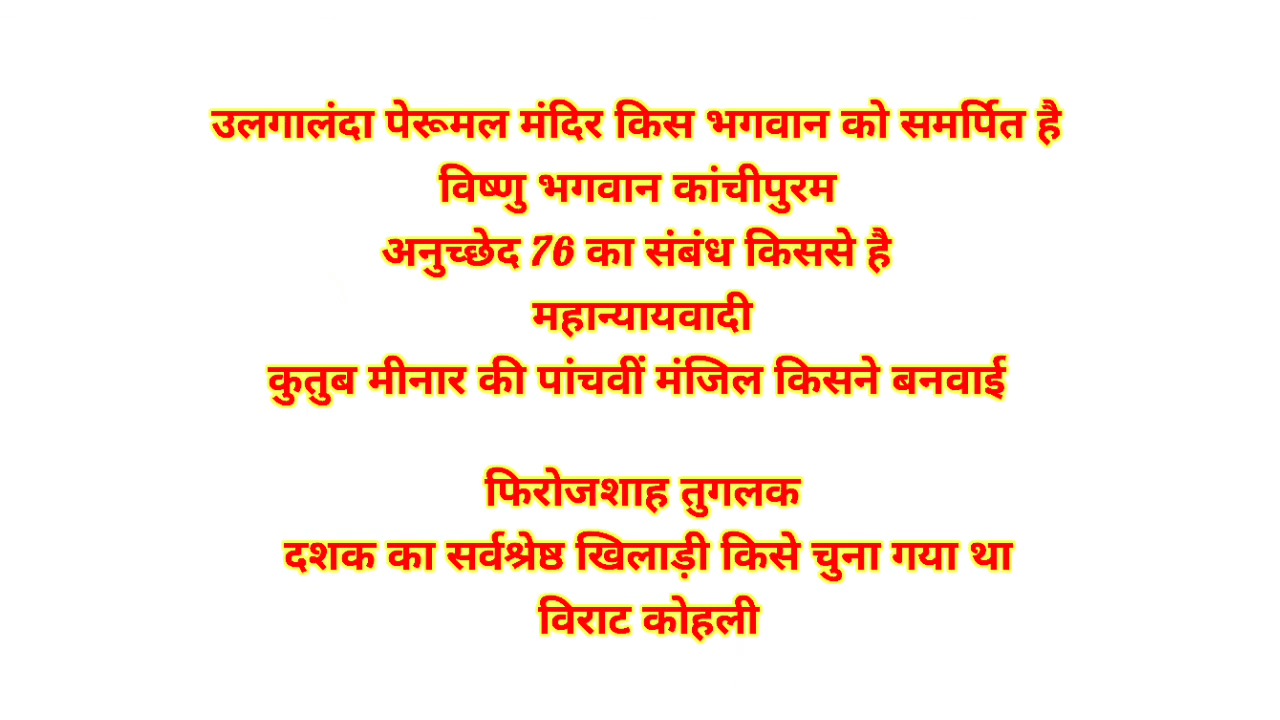 उलगालंदा पेरूमल मंदिर किस भगवान को समर्पित है
विष्णु भगवान कांचीपुरम
अनुच्छेद 76 का संबंध किससे है
महान्यायवादी
कुतुब मीनार की पांचवीं मंजिल किसने बनवाई
फिरोजशाह तुगलक
दशक का सर्वश्रेष्ठ खिलाड़ी किसे चुना गया था
विराट कोहली